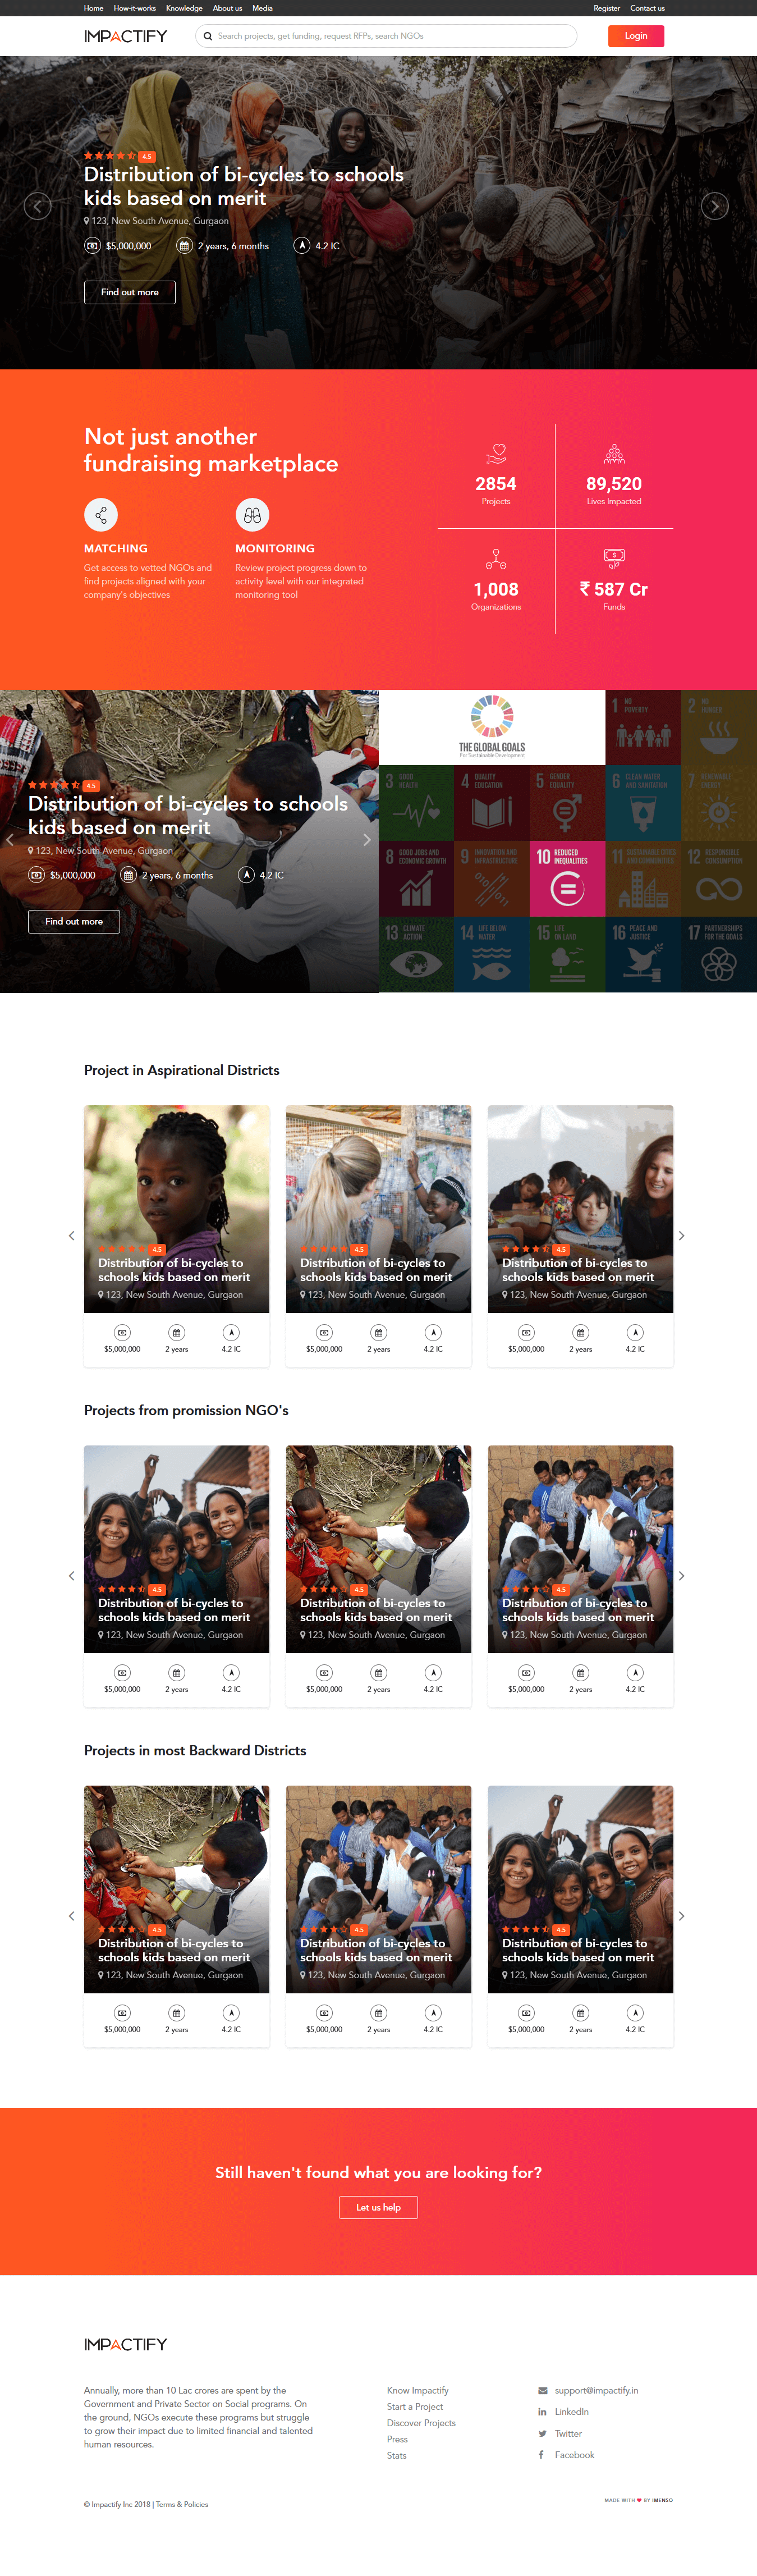 Home How-it-works Knowledge About us Media Register Contact us
IMPACTIFY Search projects, get funding, request RFPs, search NGOs Login
4.5
Distribution of bi-cycles to schools
kids based on merit
123, New South Avenue, Gurgaon
$5,000,000 2 years, 6 months 4.2 IC
Find out more
Not just another
fundraising marketplace
MATCHING
Get access to vetted NGOs and
find projects aligned with your
company's objectives
MONITORING
Review project progress down to
activity level with our integrated
monitoring tool
2854
Projects
89,520
Lives Impacted
1,008
Organizations
₹ 587 Cr
Funds
4.5
Distribution of bi-cycles to schools
kids based on merit
123, New South Avenue, Gurgaon
$5,000,000 2 years, 6 months 4.2 IC
Find out more
THE GLOBAL GOALS
For Sustainable Development
1 NO
POVERTY
2 NO
HUNGER
3 GOOD
HEALTH
4 QUALITY
EDUCATION
5 GENDER
EQUALITY
6 CLEAN WATER
AND SANITATION
7 RENEWABLE
ENERGY
8 GOOD JOBS AND
ECONOMIC GROWTH
9 INNOVATION AND
INFRASTRUCTURE
10 REDUCED
INEQUALITIES
11 SUSTAINABLE CITIES
AND COMMUNITIES
12 RESPONSIBLE
CONSUMPTION
13 CLIMATE
ACTION
14 LIFE BELOW
WATER
15 LIFE
ON LAND
16 PEACE AND
JUSTICE
17 PARTNERSHIPS
FOR THE GOALS
Project in Aspirational Districts
4.5
Distribution of bi-cycles to
schools kids based on merit
123, New South Avenue, Gurgaon
$5,000,000 2 years 4.2 IC
4.5
Distribution of bi-cycles to
schools kids based on merit
123, New South Avenue, Gurgaon
$5,000,000 2 years 4.2 IC
4.5
Distribution of bi-cycles to
schools kids based on merit
123, New South Avenue, Gurgaon
$5,000,000 2 years 4.2 IC
Projects from promission NGO's
4.5
Distribution of bi-cycles to
schools kids based on merit
123, New South Avenue, Gurgaon
$5,000,000 2 years 4.2 IC
4.5
Distribution of bi-cycles to
schools kids based on merit
123, New South Avenue, Gurgaon
$5,000,000 2 years 4.2 IC
4.5
Distribution of bi-cycles to
schools kids based on merit
123, New South Avenue, Gurgaon
$5,000,000 2 years 4.2 IC
Projects in most Backward Districts
4.5
Distribution of bi-cycles to
schools kids based on merit
123, New South Avenue, Gurgaon
$5,000,000 2 years 4.2 IC
4.5
Distribution of bi-cycles to
schools kids based on merit
123, New South Avenue, Gurgaon
$5,000,000 2 years 4.2 IC
4.5
Distribution of bi-cycles to
schools kids based on merit
123, New South Avenue, Gurgaon
$5,000,000 2 years 4.2 IC
Still haven't found what you are looking for?
Let us help
IMPACTIFY
Annually, more than 10 Lac crores are spent by the
Government and Private Sector on Social programs. On
the ground, NGOs execute these programs but struggle
to grow their impact due to limited financial and talented
human resources.
Know Impactify
Start a Project
Discover Projects
Press
Stats
support@impactify.in
LinkedIn
Twitter
Facebook
© Impactify Inc 2018 | Terms & Policies
MADE WITH ❤ BY IMENSO